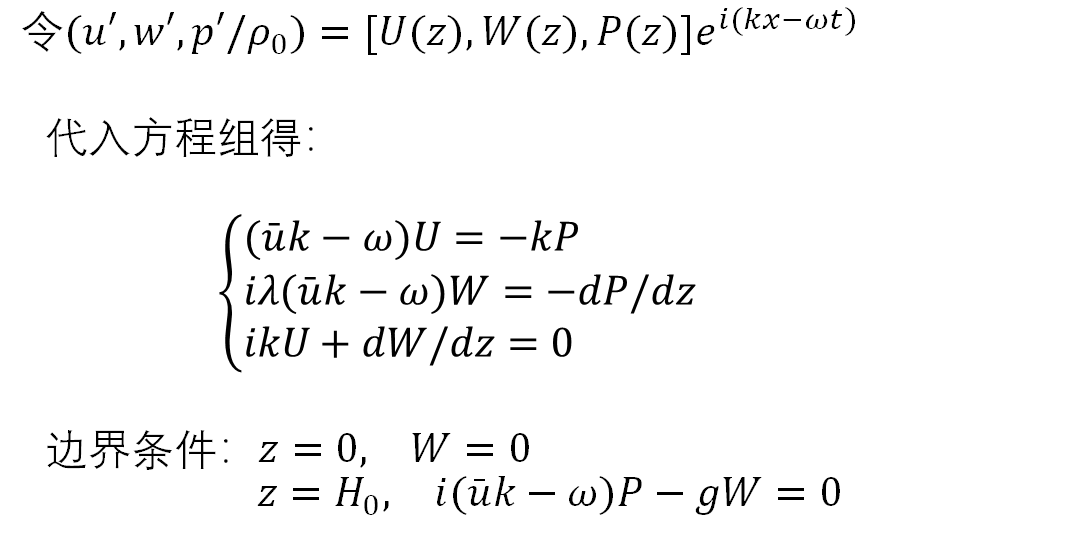 令(u′, w′, p′/ρ₀) = [U(z), W(z), P(z)]e^{i(kx−ωt)}
代入方程组得:
(ūk − ω)U = −kP
iλ(ūk − ω)W = −dP/dz
ikU + dW/dz = 0
边界条件: z = 0, W = 0
z = H₀, i(ūk − ω)P − gW = 0